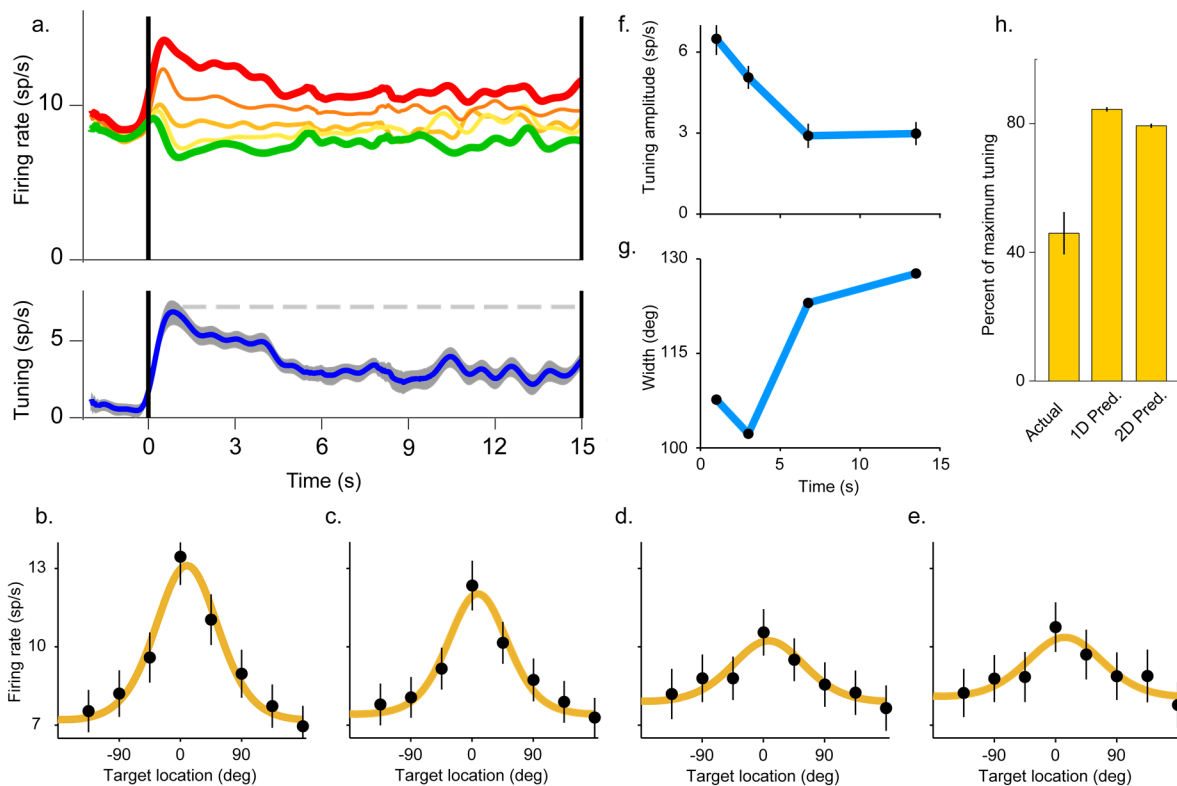 a.
Firing rate (sp/s)
10
0
Tuning (sp/s)
5
0
0 3 6 9 12 15
Time (s)
f.
Tuning amplitude (sp/s)
6
3
0
g.
Width (deg)
130
115
100
0 5 10 15
Time (s)
h.
Percent of maximum tuning
80
40
0
Actual
1D Pred.
2D Pred.
b.
Firing rate (sp/s)
13
10
7
-90 0 90
Target location (deg)
c.
-90 0 90
Target location (deg)
d.
-90 0 90
Target location (deg)
e.
-90 0 90
Target location (deg)